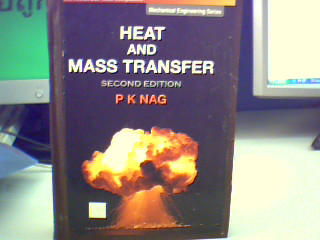 Mechanical Engineering Series
HEAT
AND
MASS TRANSFER
SECOND EDITION
P K NAG